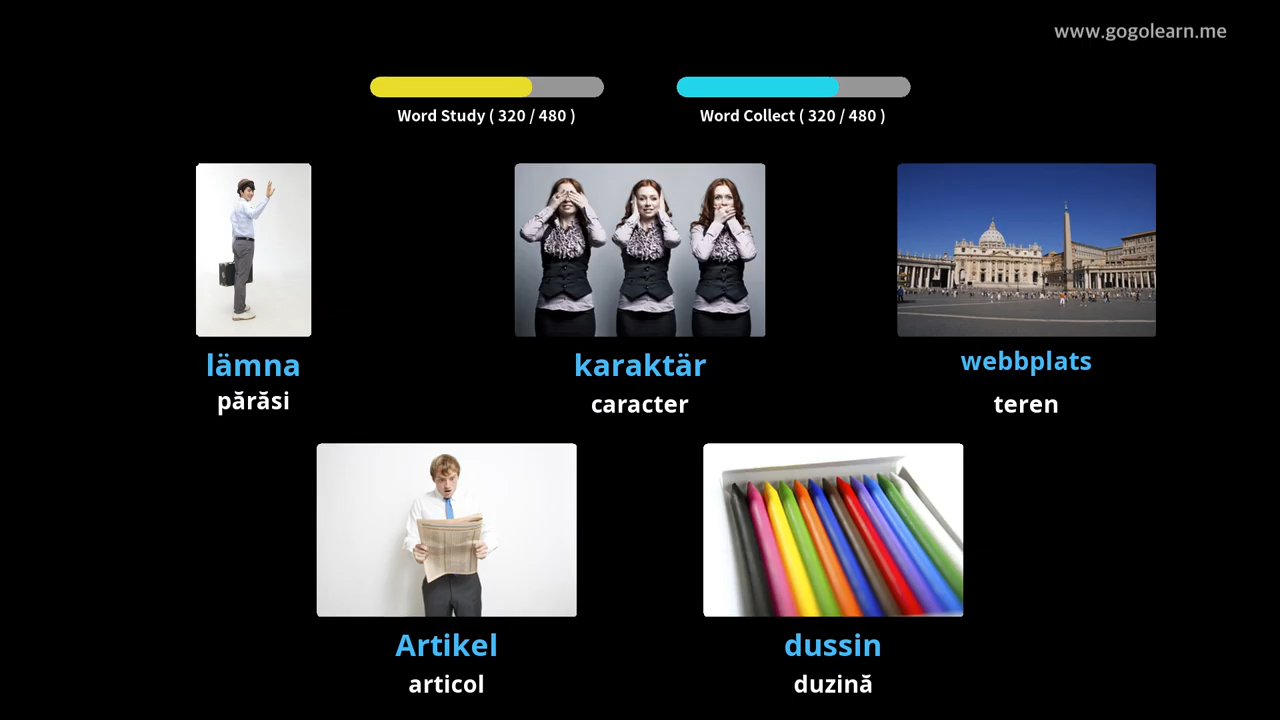 www.gogolearn.me
Word Study ( 320 / 480 )
Word Collect ( 320 / 480 )
lämna
părăsi
karaktär
caracter
webbplats
teren
Artikel
articol
dussin
duzină